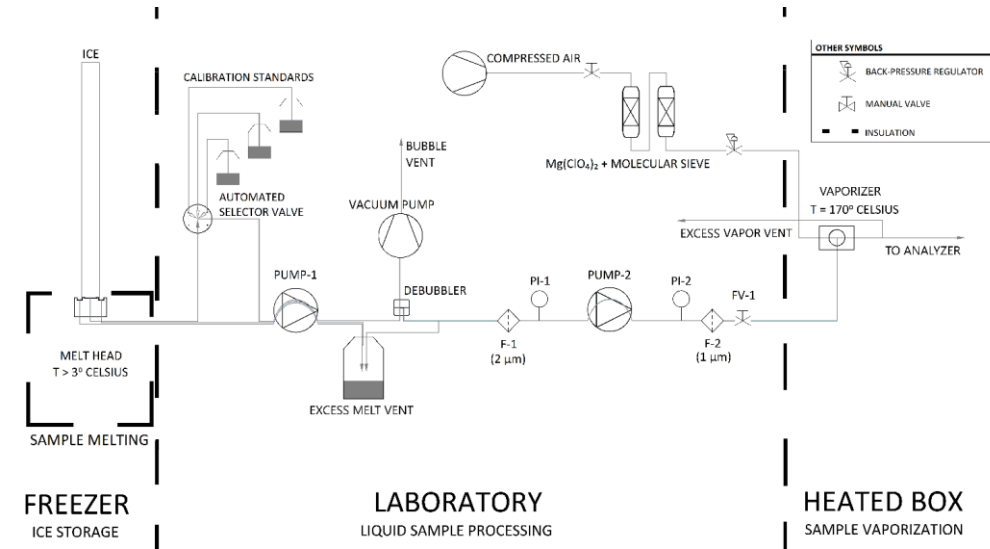 ICE
CALIBRATION STANDARDS
AUTOMATED
SELECTOR VALVE
COMPRESSED AIR
BUBBLE
VENT
VACUUM PUMP
Mg(ClO₄)₂ + MOLECULAR SIEVE
OTHER SYMBOLS
BACK-PRESSURE REGULATOR
MANUAL VALVE
INSULATION
VAPORIZER
T = 170⁰ CELSIUS
EXCESS VAPOR VENT
TO ANALYZER
PUMP-1
DEBUBBLER
PI-1
PUMP-2
PI-2
FV-1
F-1
(2 µm)
F-2
(1 µm)
MELT HEAD
T > 3⁰ CELSIUS
EXCESS MELT VENT
SAMPLE MELTING
FREEZER
ICE STORAGE
LABORATORY
LIQUID SAMPLE PROCESSING
HEATED BOX
SAMPLE VAPORIZATION